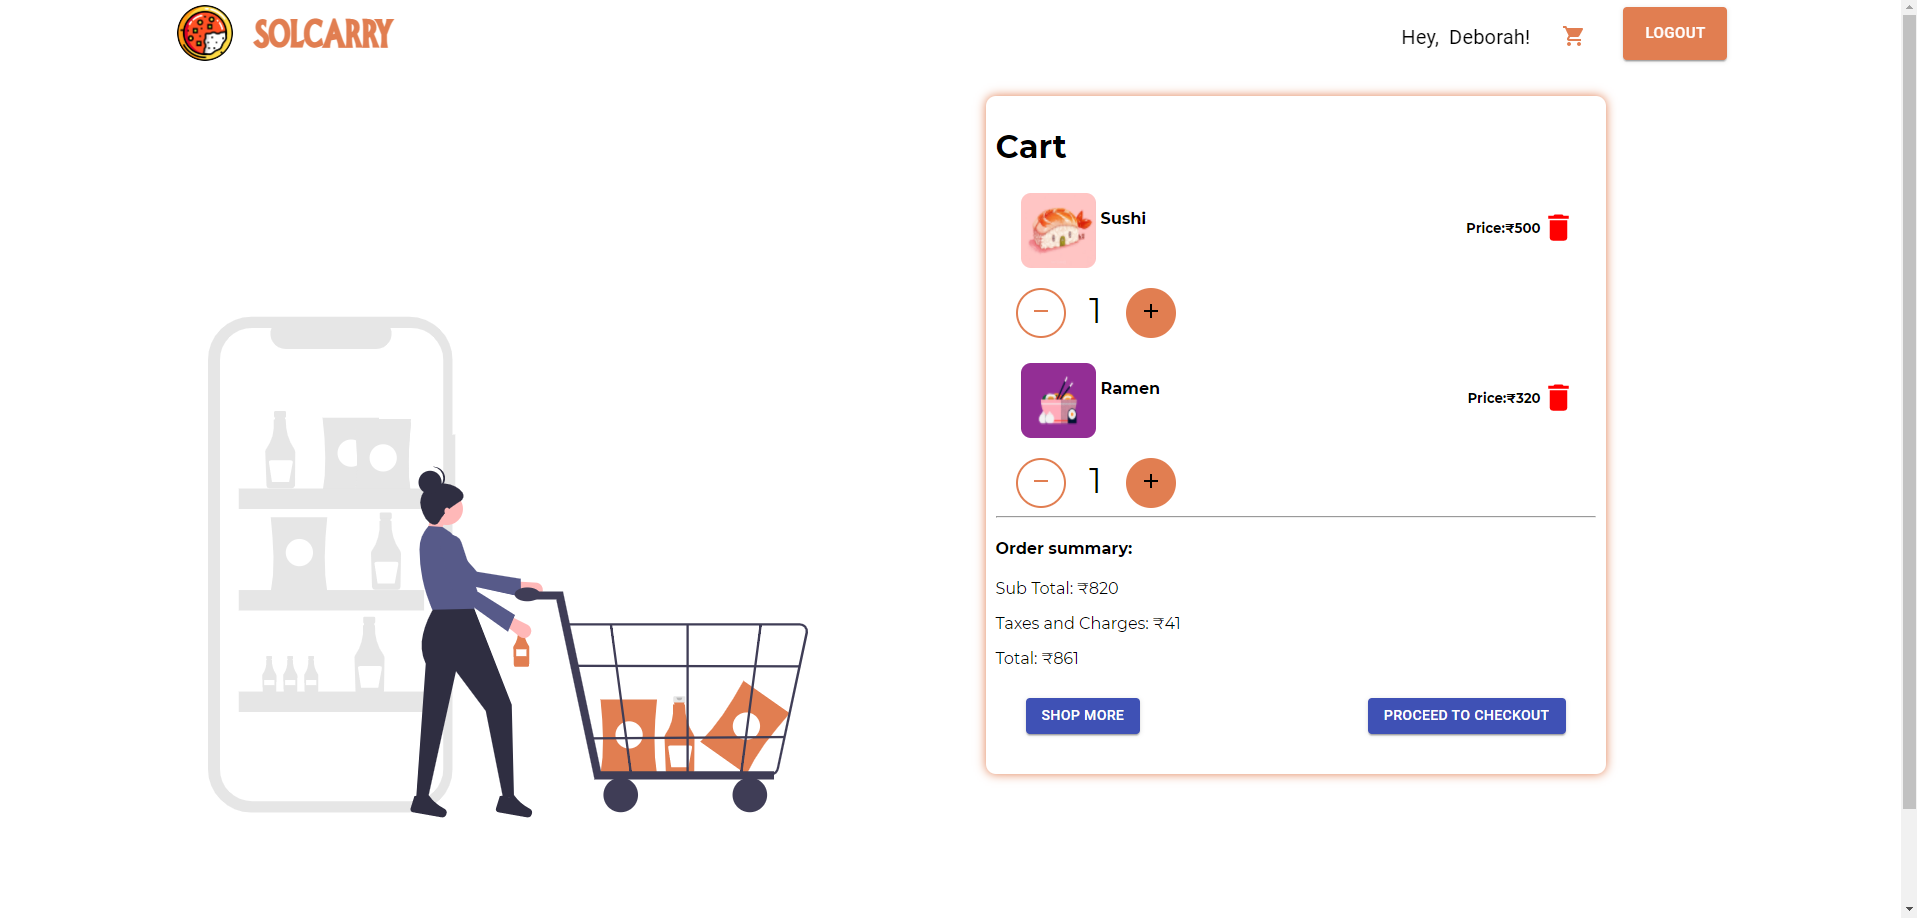 SOLCARRY
Hey, Deborah!
LOGOUT
Cart
Sushi
Price:₹500
1
Ramen
Price:₹320
1
Order summary:
Sub Total: ₹820
Taxes and Charges: ₹41
Total: ₹861
SHOP MORE
PROCEED TO CHECKOUT